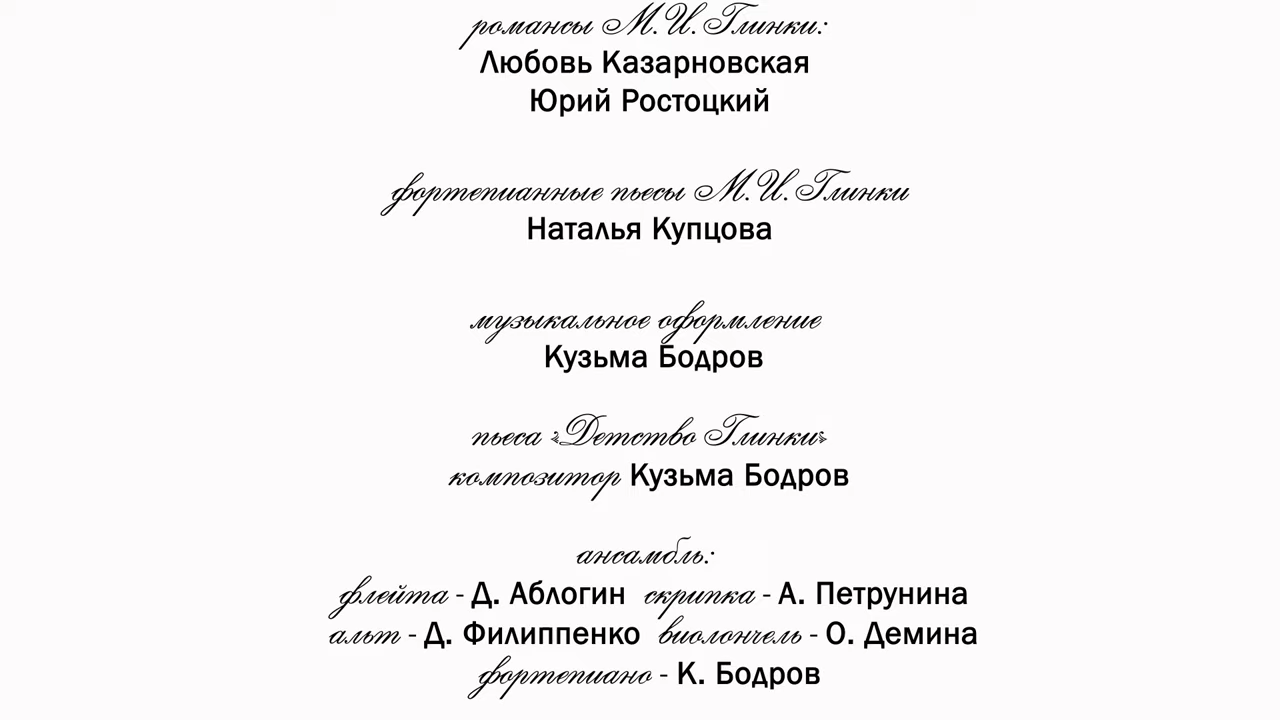 романсы М.И.Глинки:
Любовь Казарновская
Юрий Ростоцкий
фортепианные пьесы М.И.Глинки
Наталья Купцова
музыкальное оформление
Кузьма Бодров
пьеса «Детство Глинки»
композитор Кузьма Бодров
ансамбль:
флейта - Д. Аблогин скрипка - А. Петрунина
альт - Д. Филиппенко виолончель - О. Демина
фортепиано - К. Бодров